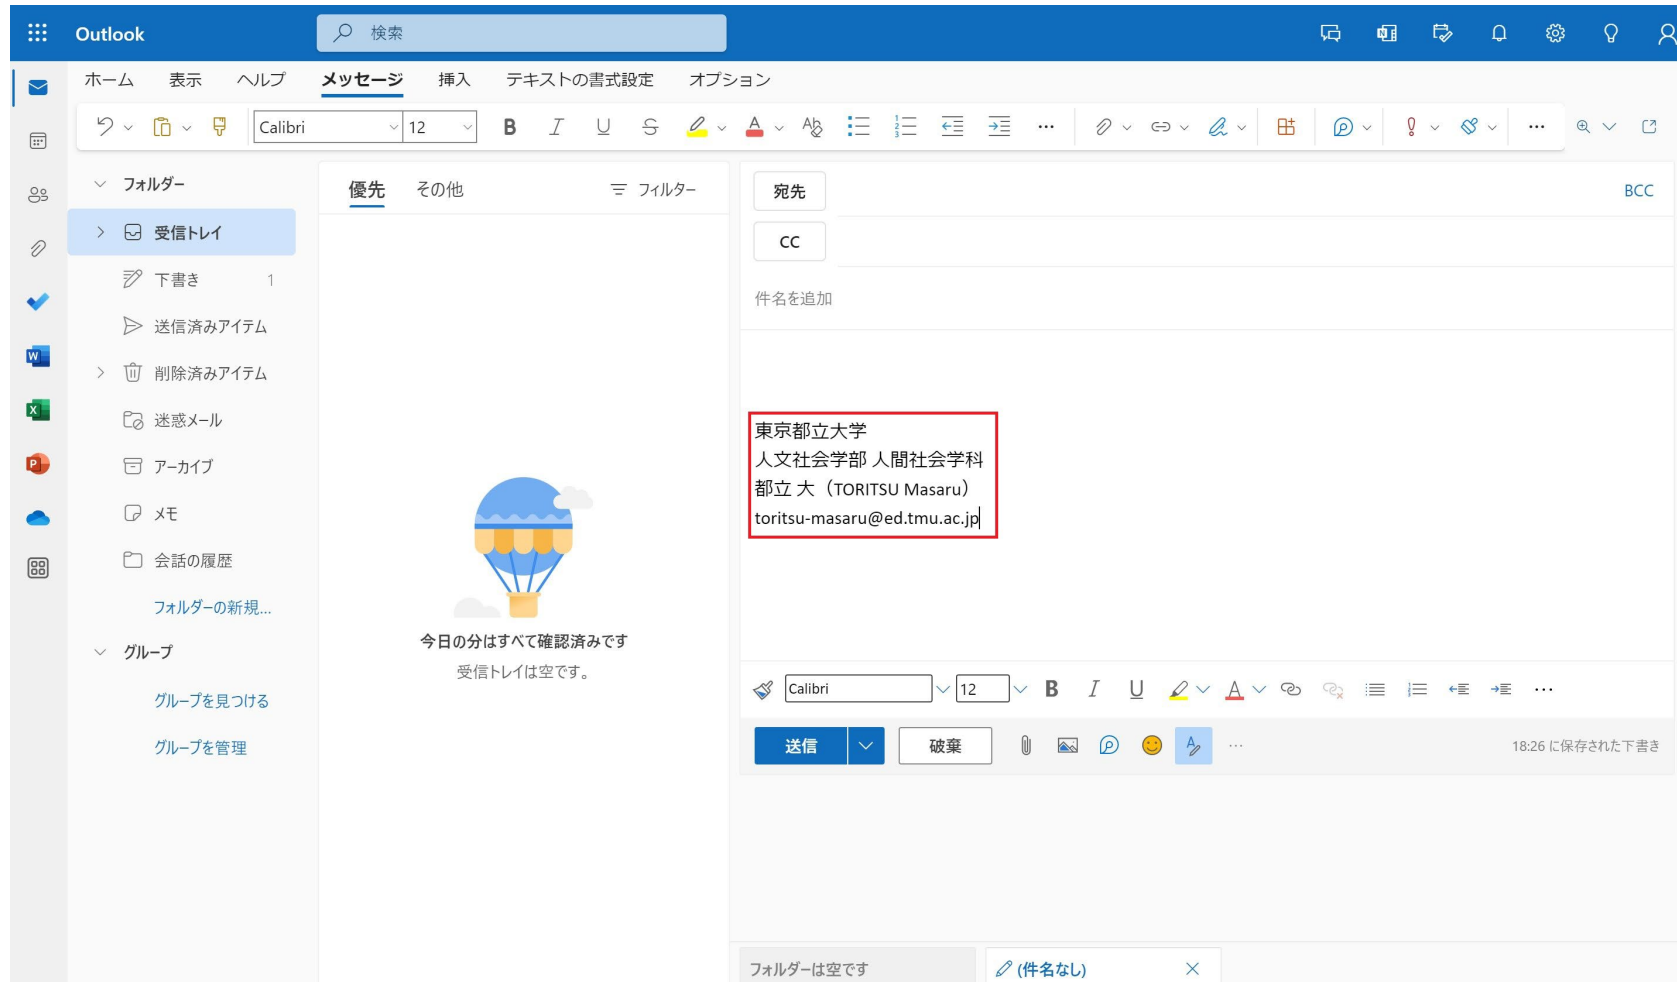 Outlook
検索
ホーム 表示 ヘルプ メッセージ 挿入 テキストの書式設定 オプション
Calibri 12
フォルダー
受信トレイ
下書き 1
送信済みアイテム
削除済みアイテム
迷惑メール
アーカイブ
メモ
会話の履歴
フォルダーの新規...
グループ
グループを見つける
グループを管理
優先 その他 フィルター
今日の分はすべて確認済みです
受信トレイは空です。
宛先 BCC
CC
件名を追加
東京都立大学
人文社会学部 人間社会学科
都立 大（TORITSU Masaru）
toritsu-masaru@ed.tmu.ac.jp
Calibri 12
送信 破棄 18:26 に保存された下書き
フォルダーは空です (件名なし)